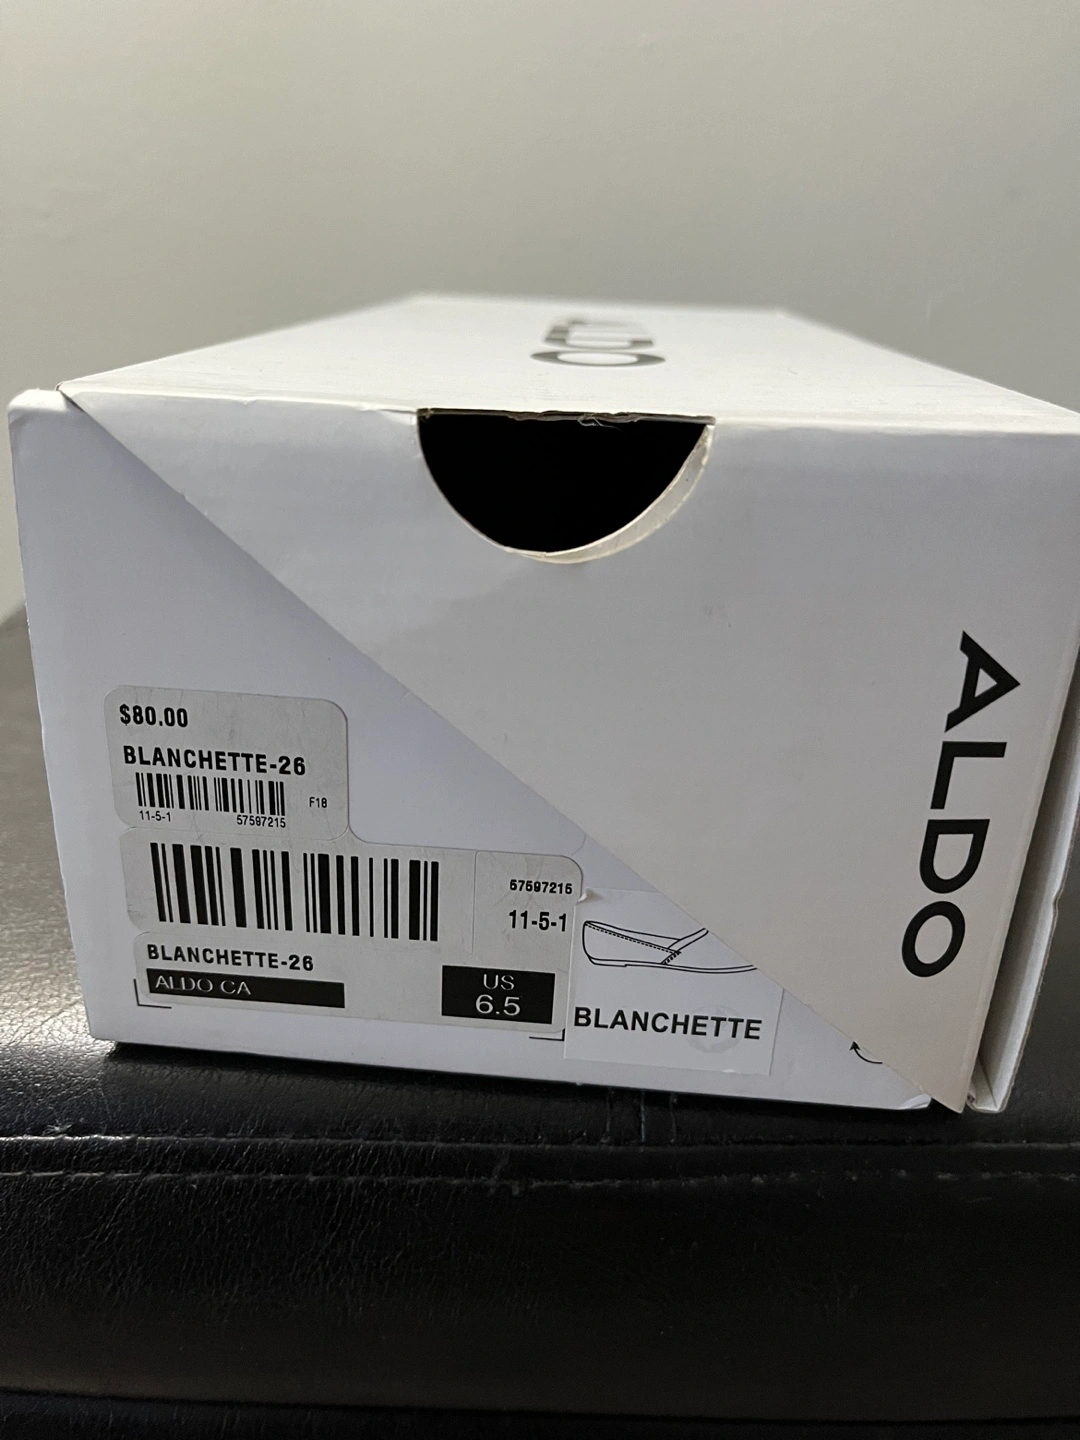 ALDO
$80.00
BLANCHETTE-26
F18
11-5-1 57597215
57597215
11-5-1
BLANCHETTE-26
ALDO CA
US
6.5
BLANCHETTE
ALDO